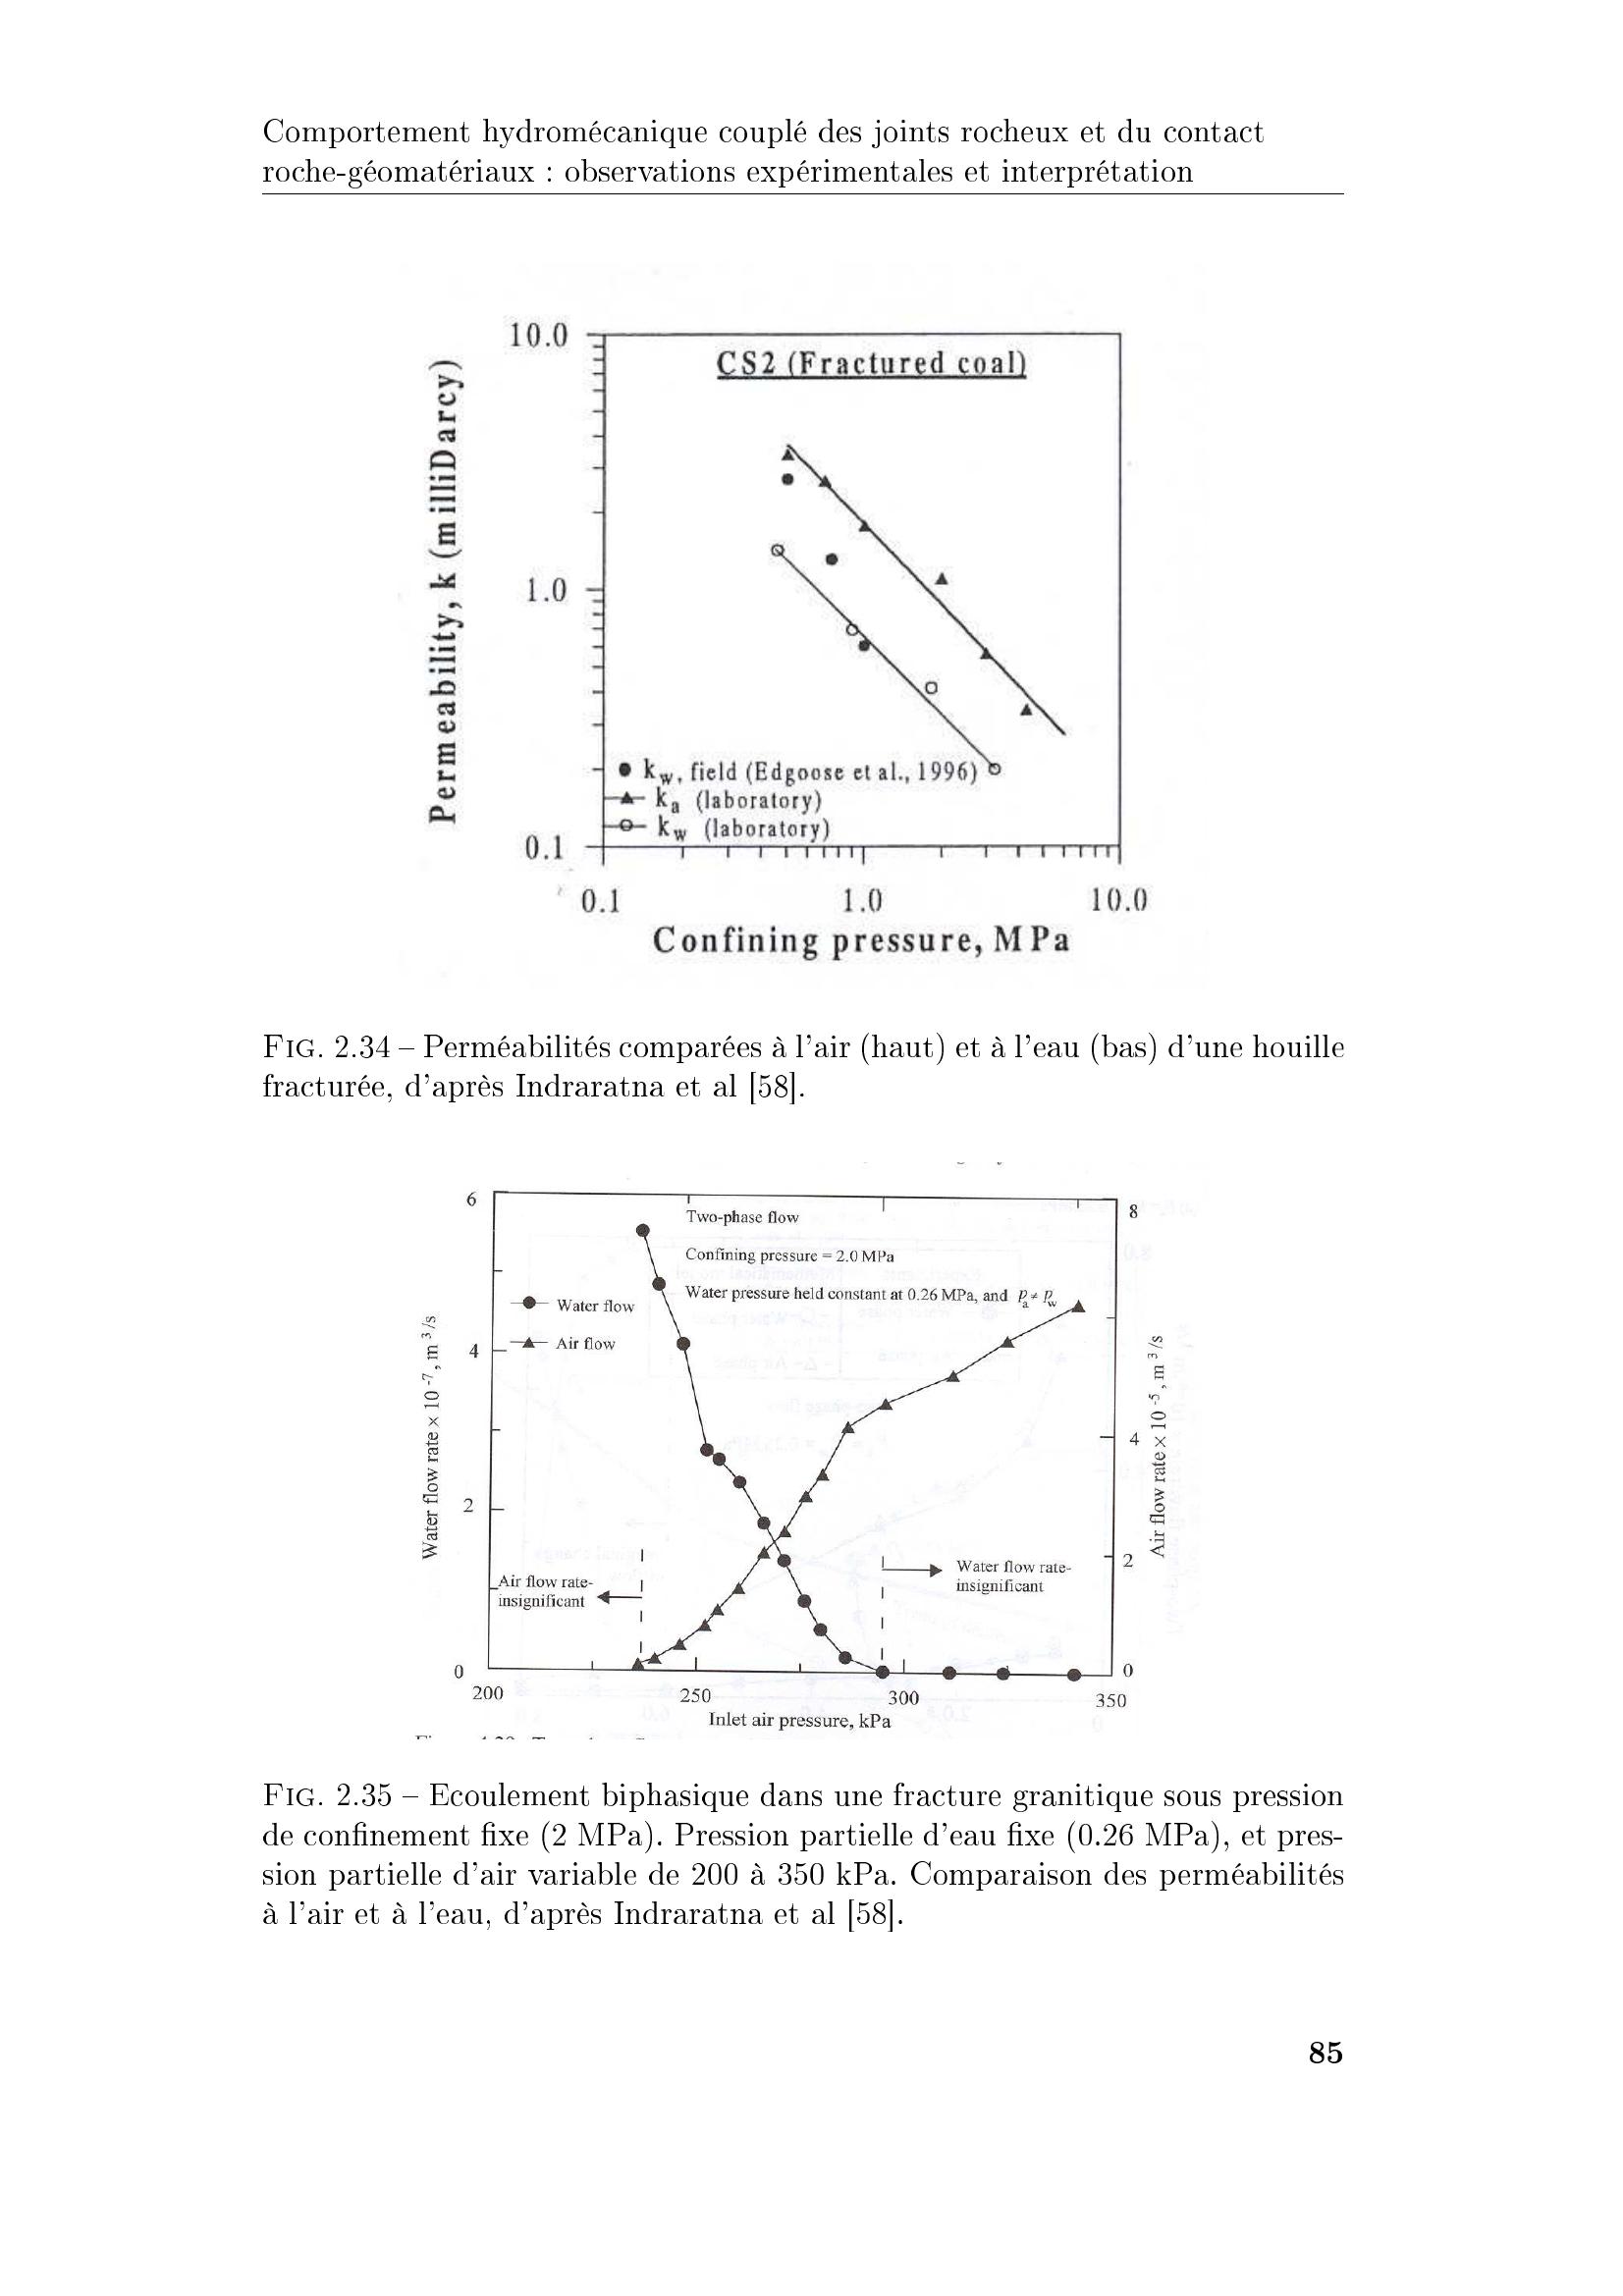 Comportement hydromécanique couplé des joints rocheux et du contact
roche-géomatériaux : observations expérimentales et interprétation
10.0
1.0
0.1
Permeability, k (milliDarcy)
CS2 (Fractured coal)
kw, field (Edgoose et al., 1996)
ka (laboratory)
kw (laboratory)
0.1 1.0 10.0
Confining pressure, MPa
FIG. 2.34 – Perméabilités comparées à l'air (haut) et à l'eau (bas) d'une houille
fracturée, d'après Indraratna et al [58].
6
4
2
0
Water flow rate × 10 -7, m 3/s
Two-phase flow
Confining pressure = 2.0 MPa
Water pressure held constant at 0.26 MPa, and pa ≠ pw
Water flow
Air flow
Air flow rate-
insignificant
Water flow rate-
insignificant
8
4
2
0
Air flow rate × 10 -5, m 3/s
200 250 300 350
Inlet air pressure, kPa
FIG. 2.35 – Ecoulement biphasique dans une fracture granitique sous pression
de confinement fixe (2 MPa). Pression partielle d'eau fixe (0.26 MPa), et pres-
sion partielle d'air variable de 200 à 350 kPa. Comparaison des perméabilités
à l'air et à l'eau, d'après Indraratna et al [58].
85